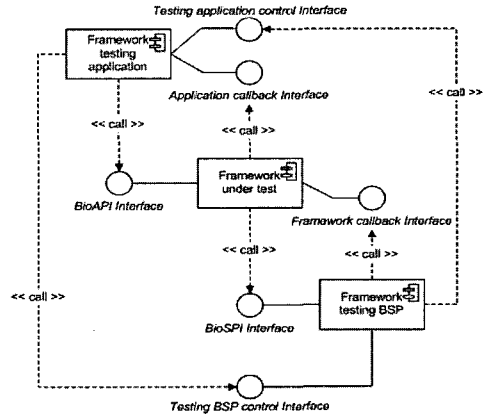 Testing application control Interface
Framework
testing
application
Application callback Interface
<< call >>
<< call >>
<< call >>
Framework
under test
BioAPI Interface
Framework callback Interface
<< call >>
<< call >>
<< call >>
Framework
testing BSP
BioSPI Interface
Testing BSP control Interface